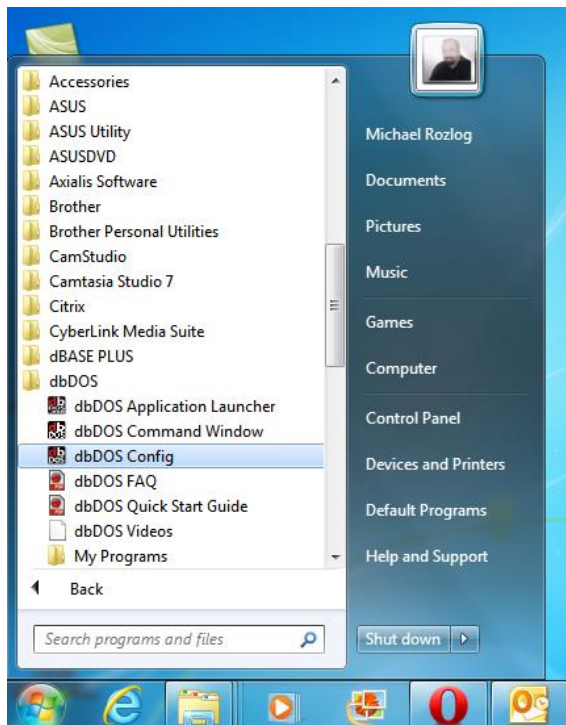 Accessories
ASUS
ASUS Utility
ASUSDVD
Axialis Software
Brother
Brother Personal Utilities
CamStudio
Camtasia Studio 7
Citrix
CyberLink Media Suite
dBASE PLUS
dbDOS
dbDOS Application Launcher
dbDOS Command Window
dbDOS Config
dbDOS FAQ
dbDOS Quick Start Guide
dbDOS Videos
My Programs
Back
Search programs and files
Michael Rozlog
Documents
Pictures
Music
Games
Computer
Control Panel
Devices and Printers
Default Programs
Help and Support
Shut down